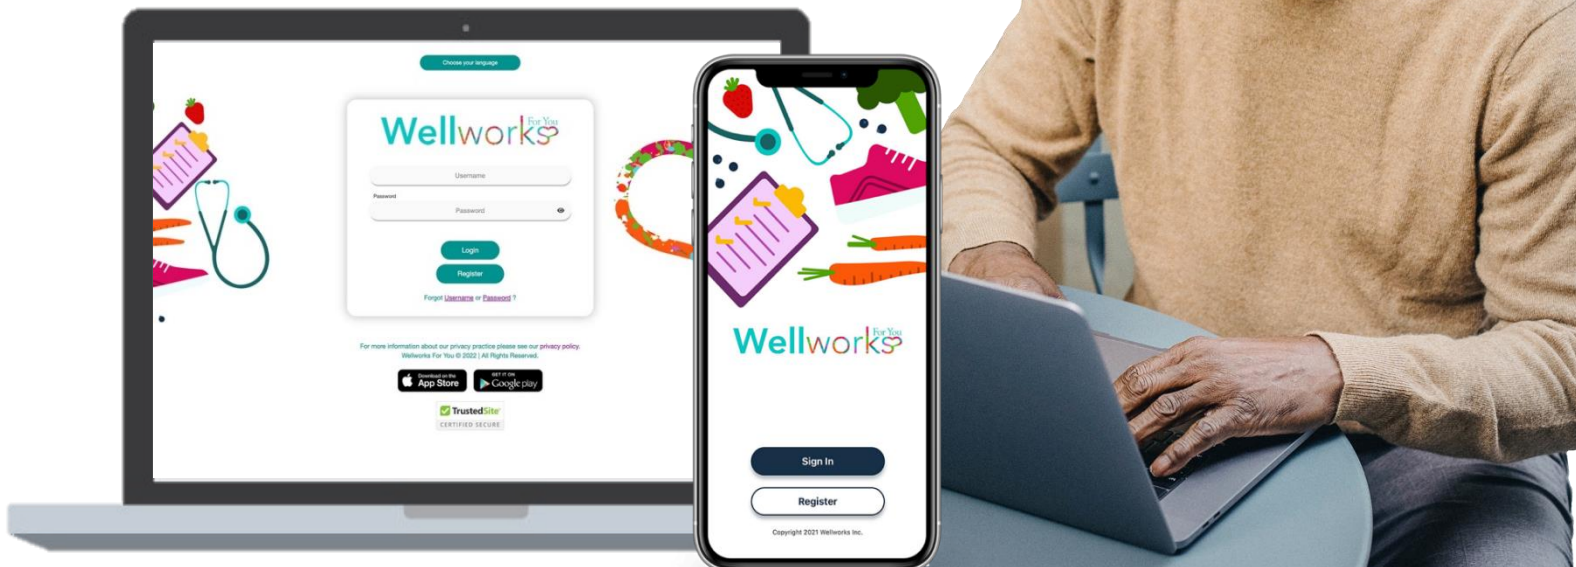 Choose your language
Wellworks
For You
Username
Password
Password
Login
Register
Forgot Username or Password ?
For more information about our privacy practice please see our privacy policy.
Wellworks For You © 2022 | All Rights Reserved.
Download on the
App Store
GET IT ON
Google play
TrustedSite
CERTIFIED SECURE
Wellworks
For You
Sign In
Register
Copyright 2021 Wellworks Inc.